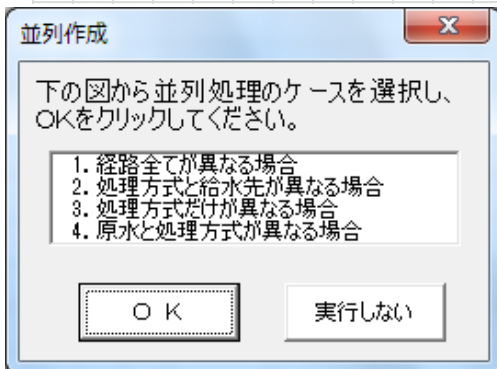 並列作成
下の図から並列処理のケースを選択し、
OKをクリックしてください。
1. 経路全てが異なる場合
2. 処理方式と給水先が異なる場合
3. 処理方式だけが異なる場合
4. 原水と処理方式が異なる場合
ＯＫ 実行しない